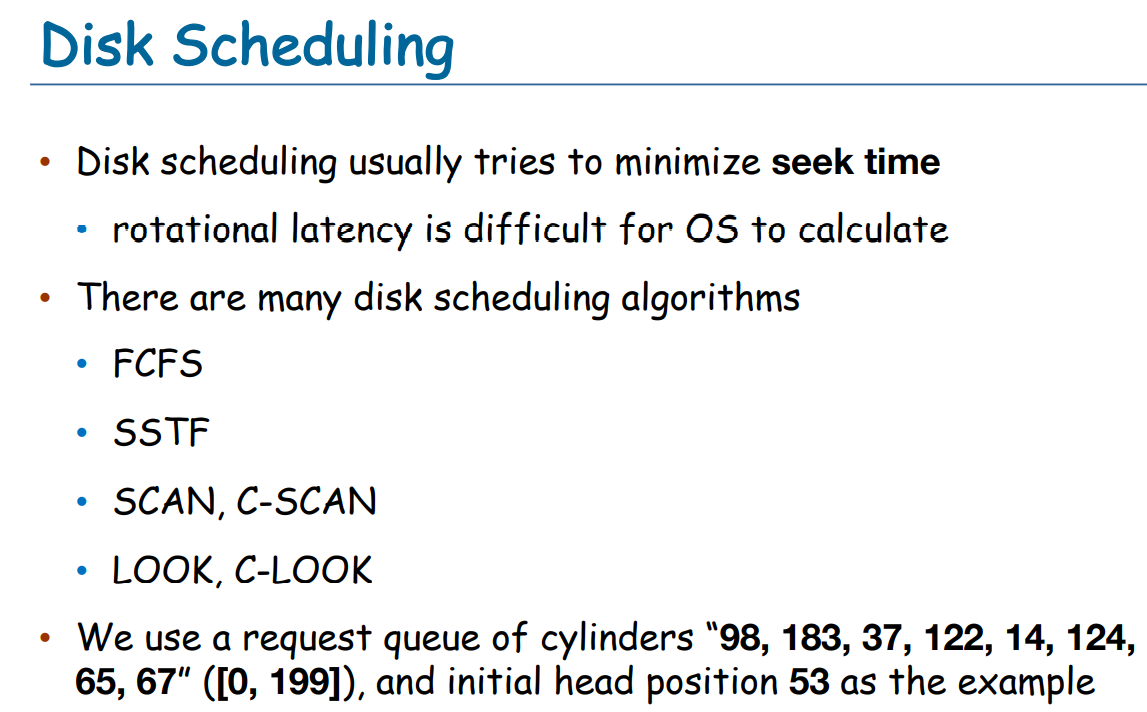 Disk Scheduling
• Disk scheduling usually tries to minimize seek time
• rotational latency is difficult for OS to calculate
• There are many disk scheduling algorithms
• FCFS
• SSTF
• SCAN, C-SCAN
• LOOK, C-LOOK
• We use a request queue of cylinders “98, 183, 37, 122, 14, 124,
65, 67” ([0, 199]), and initial head position 53 as the example